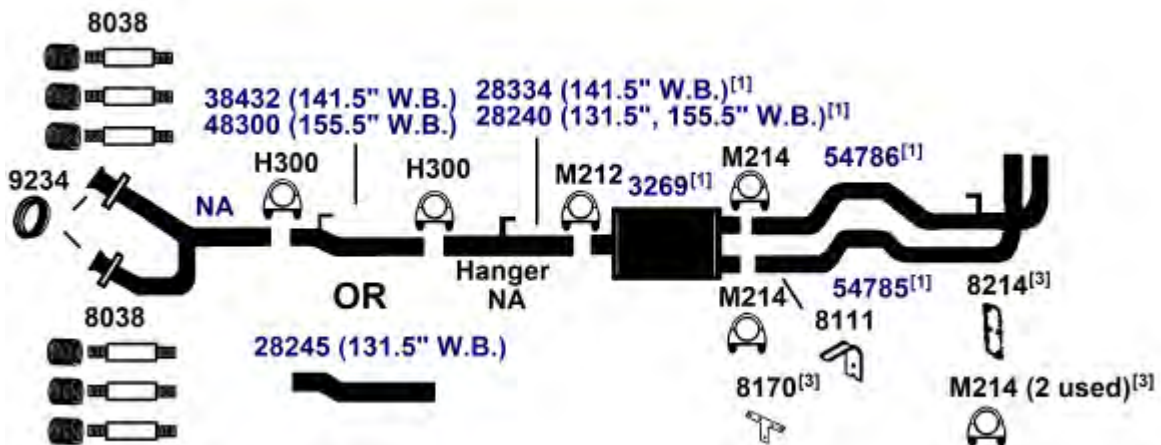 8038
38432 (141.5" W.B.)
48300 (155.5" W.B.)
28334 (141.5" W.B.)[1]
28240 (131.5", 155.5" W.B.)[1]
H300
H300
M212
3269[1]
M214
54786[1]
9234
NA
Hanger
NA
OR
8038
28245 (131.5" W.B.)
M214
54785[1]
8111
8214[3]
8170[3]
M214 (2 used)[3]